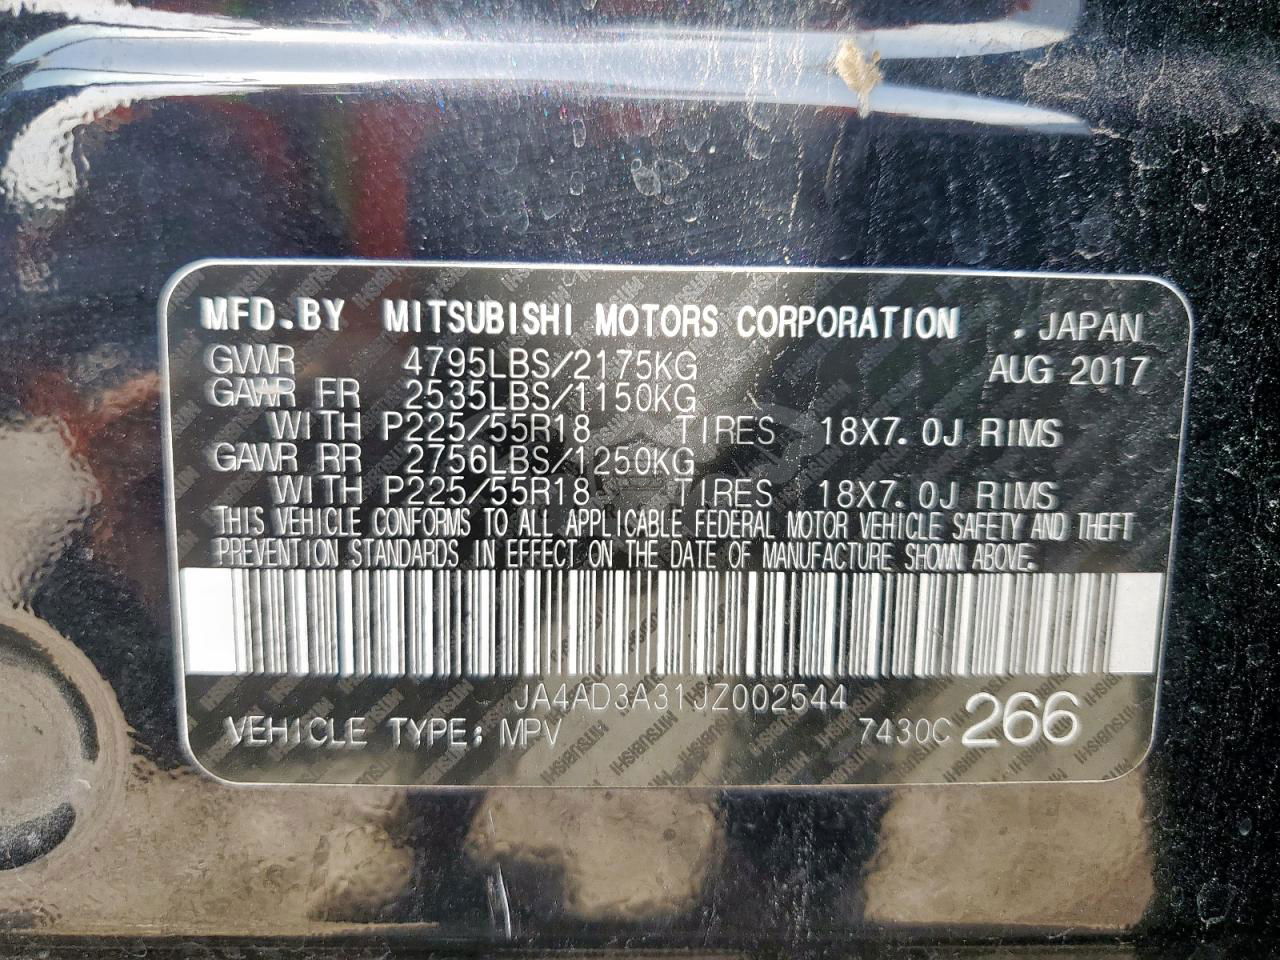 MFD.BY MITSUBISHI MOTORS CORPORATION . JAPAN
GVWR 4795LBS/2175KG AUG 2017
GAWR FR 2535LBS/1150KG
WITH P225/55R18 TIRES 18X7.0J RIMS
GAWR RR 2756LBS/1250KG
WITH P225/55R18 TIRES 18X7.0J RIMS
THIS VEHICLE CONFORMS TO ALL APPLICABLE FEDERAL MOTOR VEHICLE SAFETY AND THEFT
PREVENTION STANDARDS IN EFFECT ON THE DATE OF MANUFACTURE SHOWN ABOVE.
JA4AD3A31JZ002544
VEHICLE TYPE: MPV 7430C 266